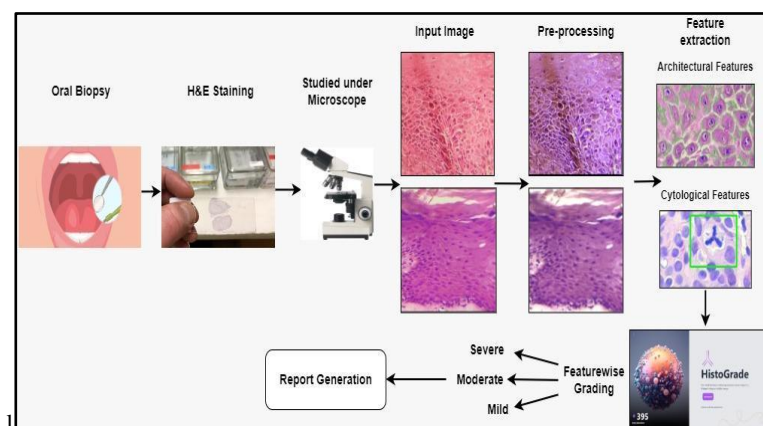 Oral Biopsy
H&E Staining
Studied under
Microscope
Input Image
Pre-processing
Feature
extraction
Architectural Features
Cytological Features
HistoGrade
395
Featurewise
Grading
Severe
Moderate
Mild
Report Generation